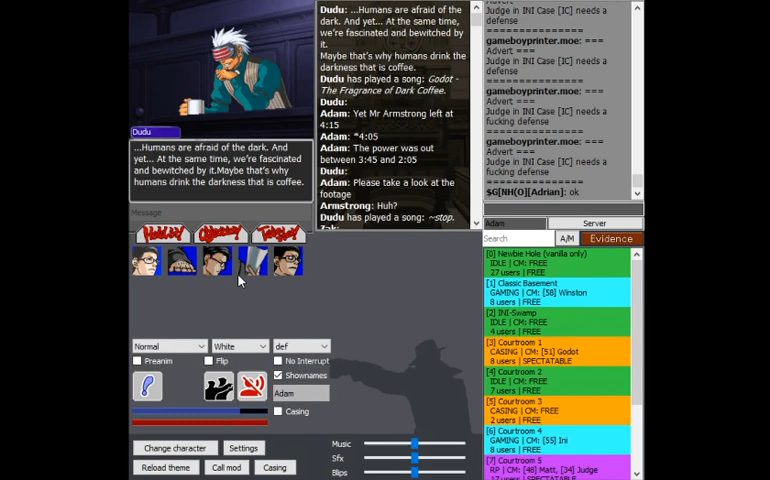 Dudu
...Humans are afraid of the dark. And
yet... At the same time, we're fascinated
and bewitched by it.Maybe that's why
humans drink the darkness that is coffee.
Message
Hold it!
Objection!
Take that!
Normal
White
def
Preanim
Flip
No Interrupt
Shownames
Adam
Casing
Change character
Settings
Reload theme
Call mod
Casing
Music
Sfx
Blips
Dudu: ...Humans are afraid of the
dark. And yet... At the same time,
we're fascinated and bewitched by
it.
Maybe that's why humans drink the
darkness that is coffee.
Dudu has played a song: Godot -
The Fragrance of Dark Coffee.
Dudu:
Adam: Yet Mr Armstrong left at
4:15
Adam: *4:05
Adam: The power was out
between 3:45 and 2:05
Dudu:
Adam: Please take a look at the
footage
Armstrong: Huh?
Dudu has played a song: ~stop.
Zak:
Judge in INI Case [IC] needs a
defense
==============
gameboyprinter.moe: ===
Advert ===
Judge in INI Case [IC] needs a
defense
==============
gameboyprinter.moe: ===
Advert ===
Judge in INI Case [IC] needs a
fucking defense
==============
gameboyprinter.moe: ===
Advert ===
Judge in INI Case [IC] needs a
fucking defense
==============
$G[NH[O][Adrian]: ok
Adam
Server
Search
A/M
Evidence
[0] Newbie Hole (vanilla only)
IDLE | CM: FREE
27 users | FREE
[1] Classic Basement
GAMING | CM: [58] Winston
8 users | FREE
[2] INI-Swamp
IDLE | CM: FREE
4 users | FREE
[3] Courtroom 1
CASING | CM: [51] Godot
8 users | SPECTATABLE
[4] Courtroom 2
IDLE | CM: FREE
7 users | FREE
[5] Courtroom 3
CASING | CM: FREE
2 users | FREE
[6] Courtroom 4
GAMING | CM: [55] Ini
8 users | FREE
[7] Courtroom 5
RP | CM: [48] Matt, [34] Judge
17 users | SPECTATABLE